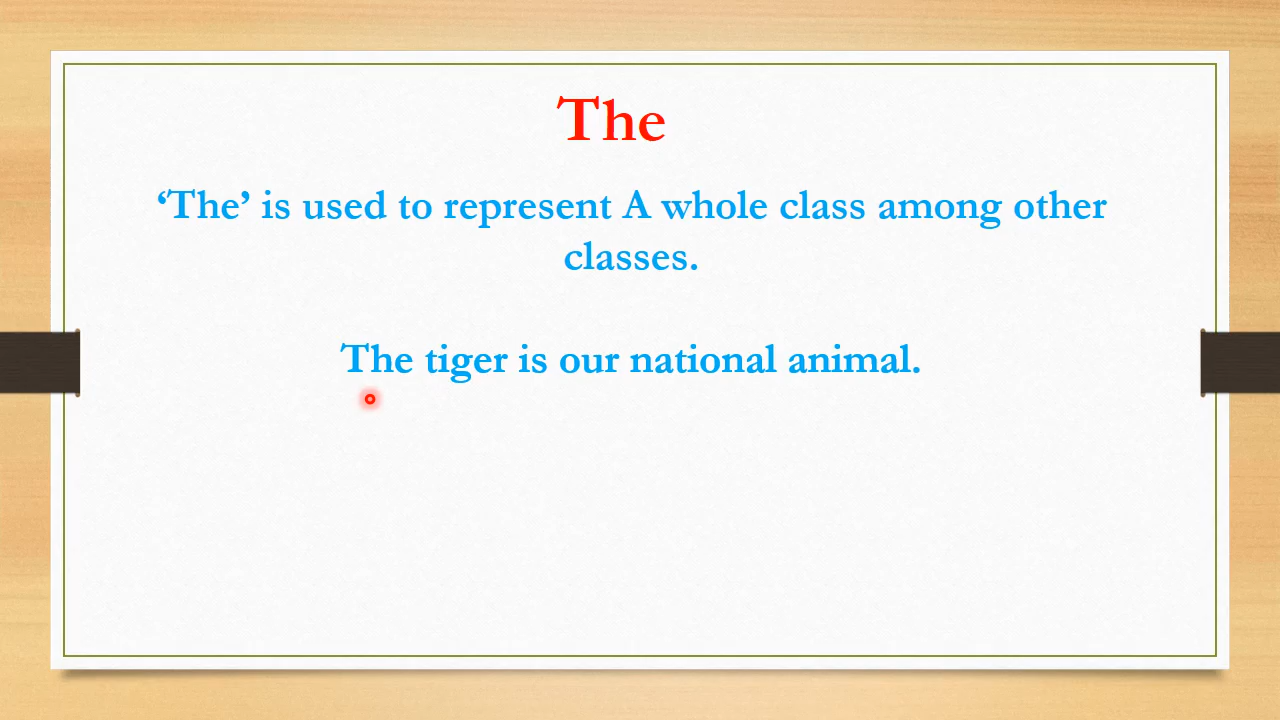 The
‘The’ is used to represent A whole class among other
classes.
The tiger is our national animal.